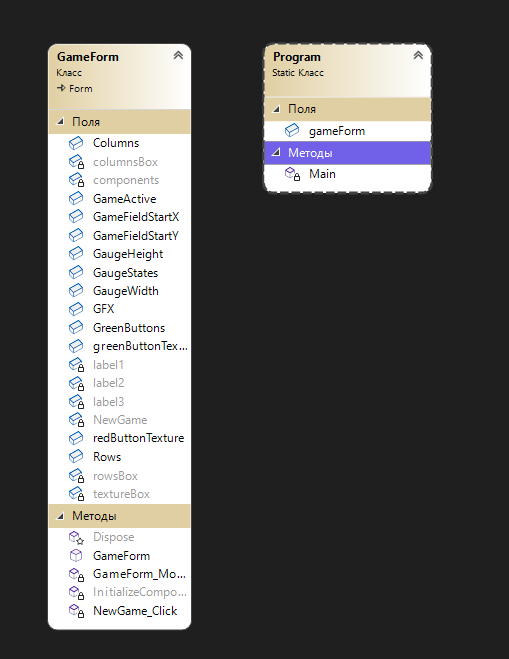 GameForm
Класс
Form
Поля
Columns
columnsBox
components
GameActive
GameFieldStartX
GameFieldStartY
GaugeHeight
GaugeStates
GaugeWidth
GFX
GreenButtons
greenButtonTex...
label1
label2
label3
NewGame
redButtonTexture
Rows
rowsBox
textureBox
Методы
Dispose
GameForm
GameForm_Mo...
InitializeCompo...
NewGame_Click
Program
Static Класс
Поля
gameForm
Методы
Main